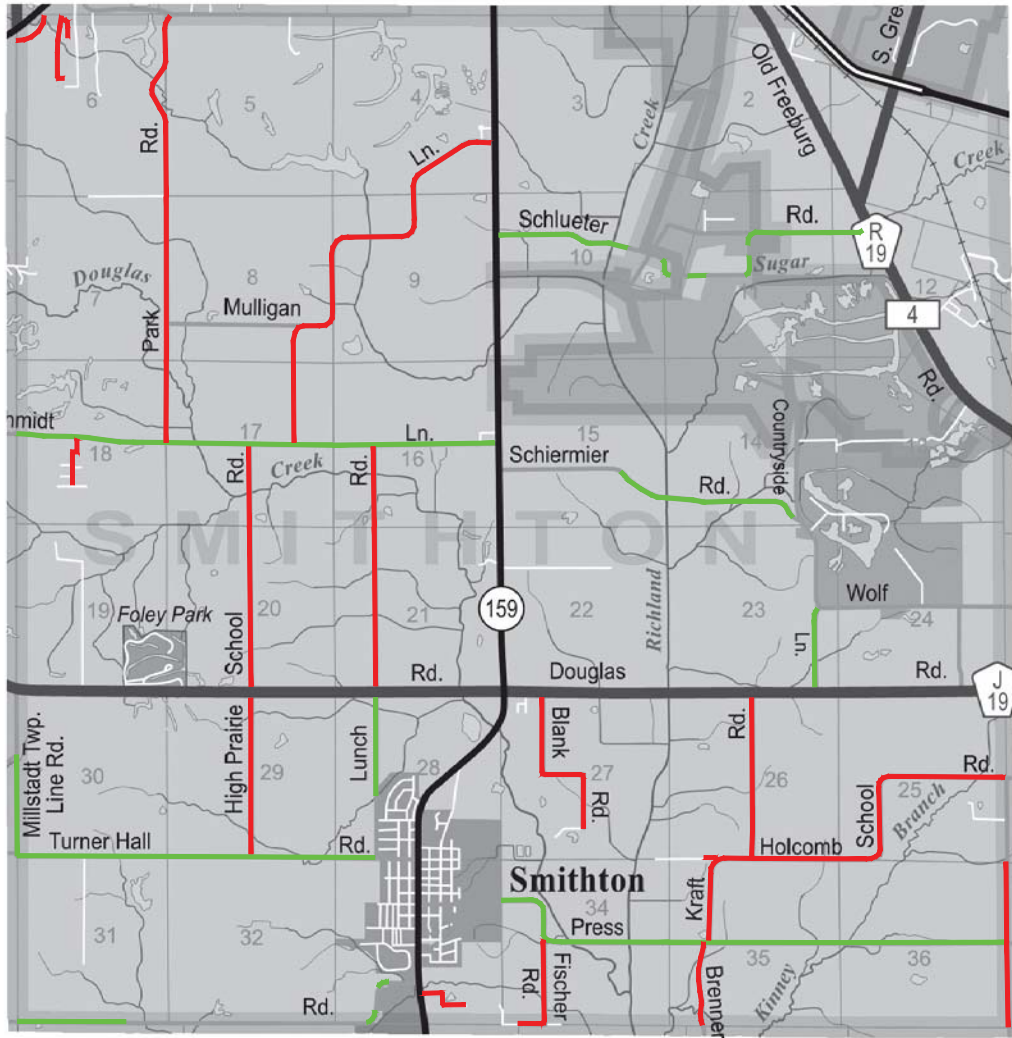 S. Gre
Old Freeburg
6
5
4
3
2
1
Rd.
Ln.
Creek
Creek
Schlueter
Rd.
R
19
10
Sugar
Douglas
7
8
9
12
Mulligan
Park
4
Rd.
hmidt
17
Ln.
15
14
18
Rd.
Creek
Rd.
16
Schiermier
Rd.
Countryside
SMITHTON
19
Foley Park
20
21
159
22
Richland
23
Wolf
24
School
Ln.
Rd.
Douglas
Rd.
J
19
Millstadt Twp.
Line Rd.
30
High Prairie
29
Lunch
28
Blank
27
Rd.
Rd.
26
School
25
Rd.
Branch
Turner Hall
Rd.
Holcomb
Smithton
34
Kraft
31
32
Press
35
36
Fischer
Rd.
Brenner
Kinney
Rd.